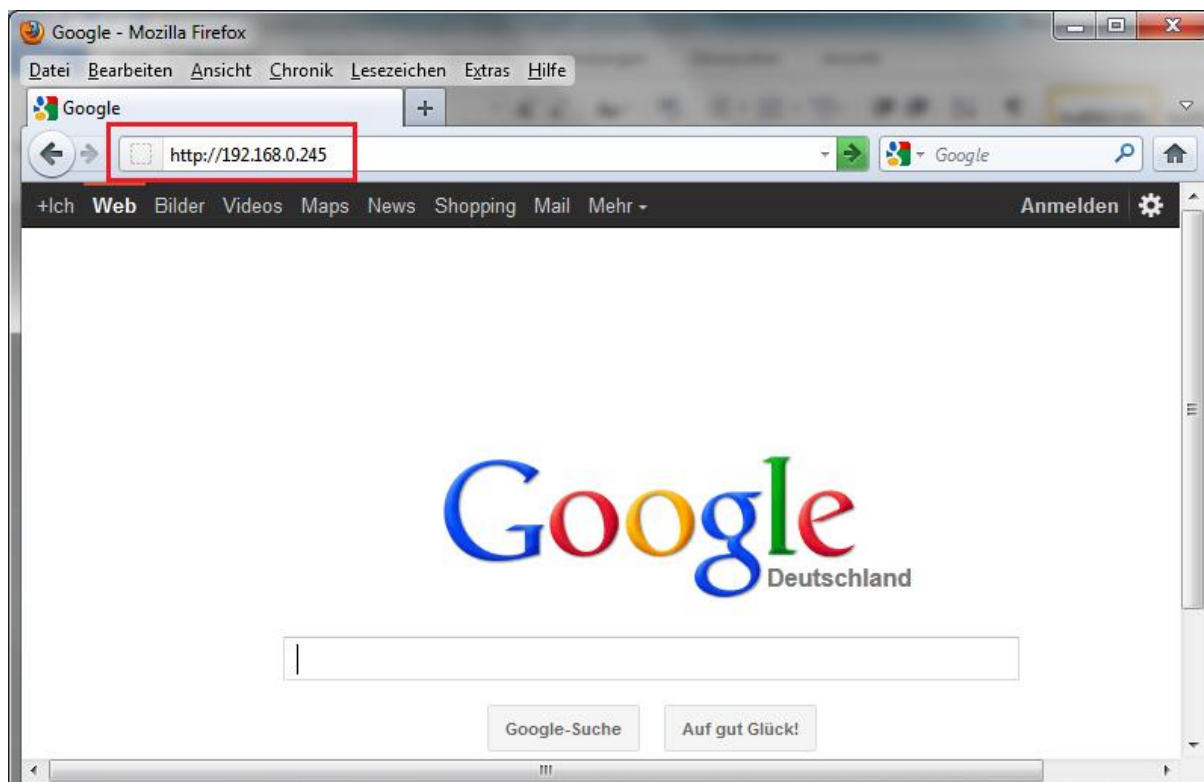 Google - Mozilla Firefox
Datei Bearbeiten Ansicht Chronik Lesezeichen Extras Hilfe
Google
http://192.168.0.245 Google
+Ich Web Bilder Videos Maps News Shopping Mail Mehr Anmelden
Google
Deutschland
Google-Suche Auf gut Glück!